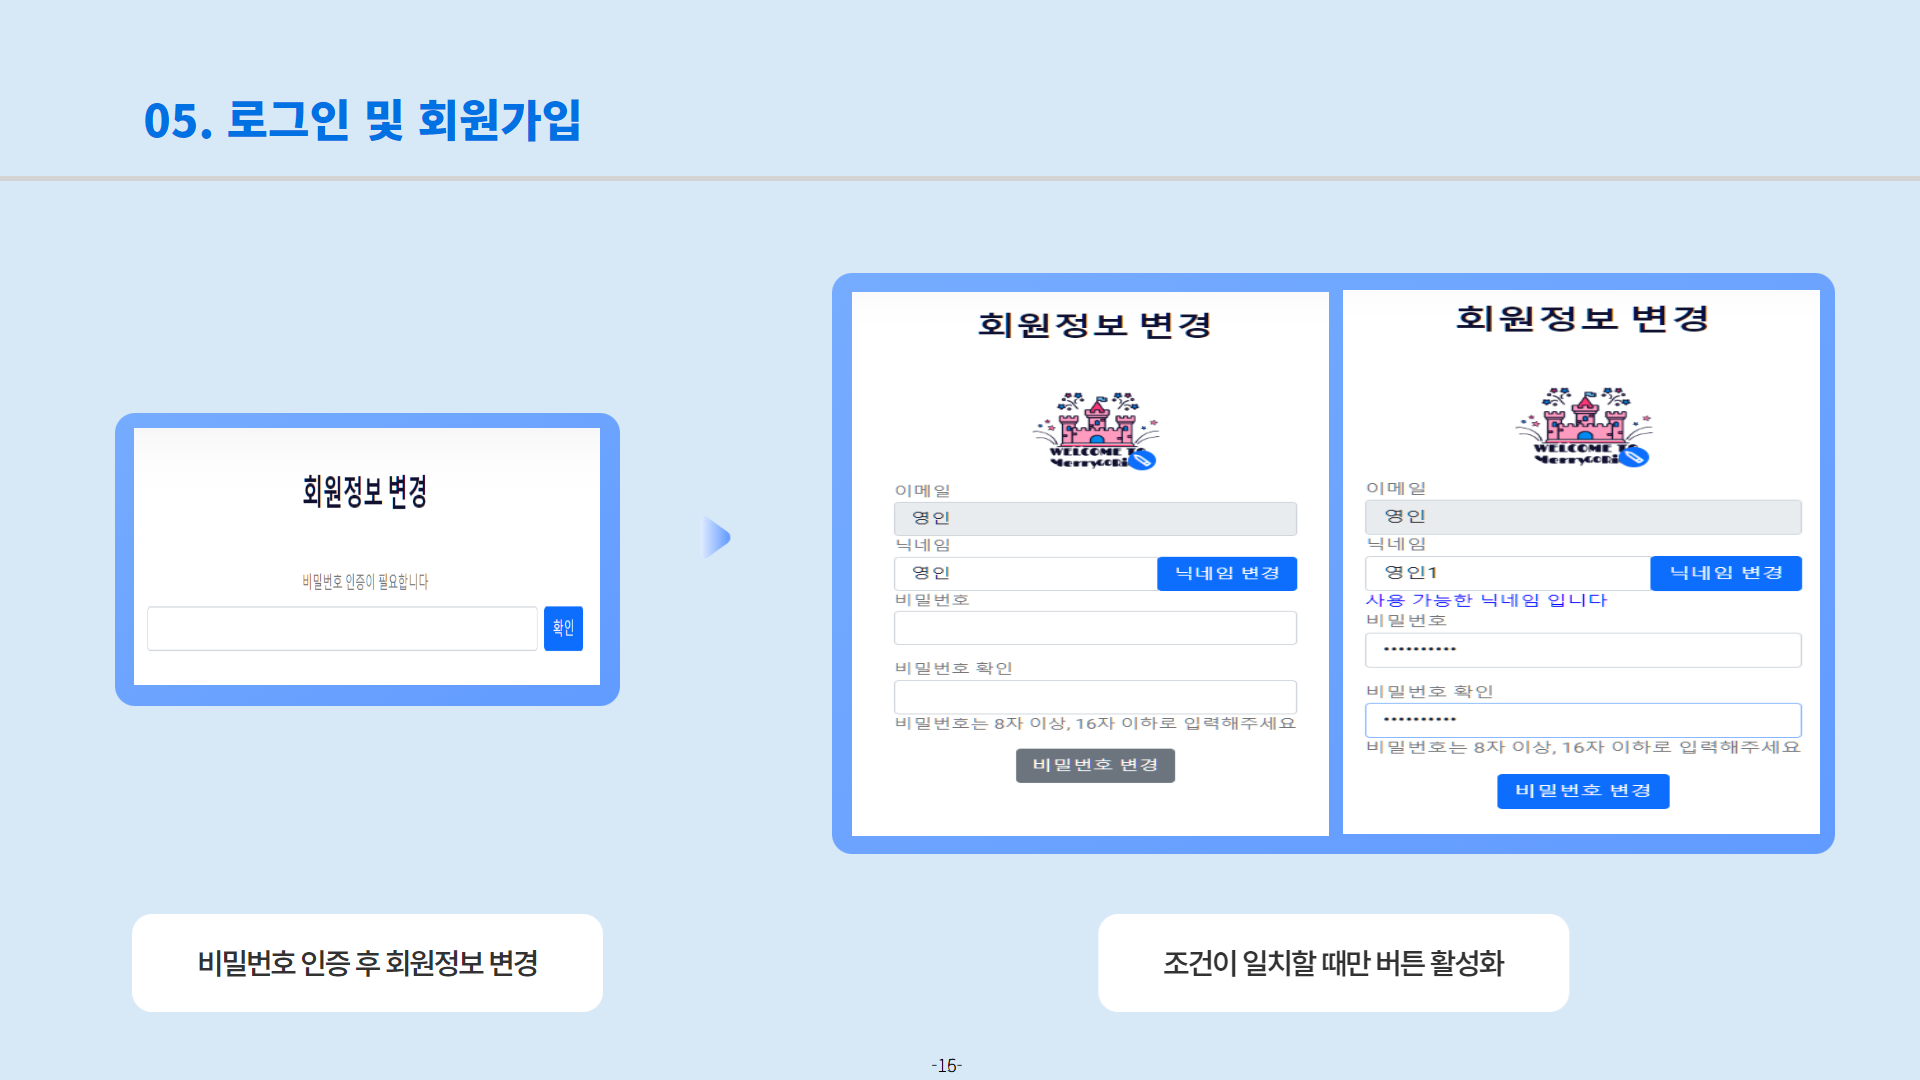 05. 로그인 및 회원가입
회원정보 변경
비밀번호 인증이 필요합니다
확인
회원정보 변경
WELCOME TO
이메일
영인
닉네임
영인
닉네임 변경
비밀번호
비밀번호 확인
비밀번호는 8자 이상, 16자 이하로 입력해주세요
비밀번호 변경
회원정보 변경
WELCOME TO
이메일
영인
닉네임
영인1
닉네임 변경
사용 가능한 닉네임 입니다
비밀번호
••••••••••
비밀번호 확인
••••••••••
비밀번호는 8자 이상, 16자 이하로 입력해주세요
비밀번호 변경
비밀번호 인증 후 회원정보 변경
조건이 일치할 때만 버튼 활성화
-16-